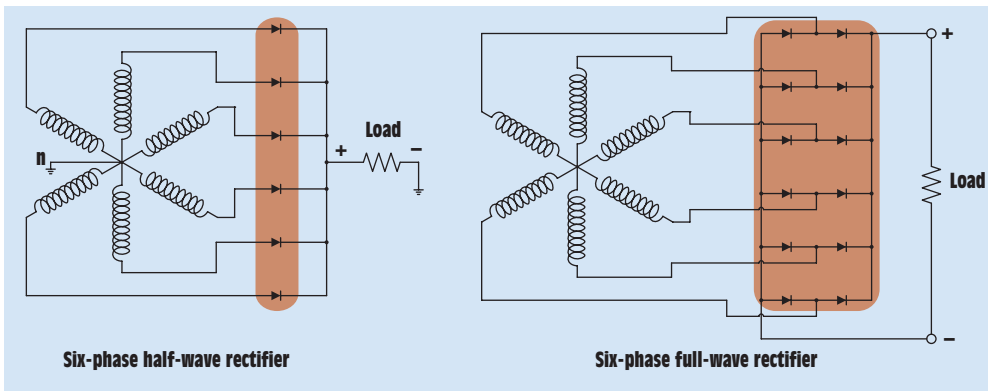 n
Load
+ −
Six-phase half-wave rectifier
+
Load
−
Six-phase full-wave rectifier